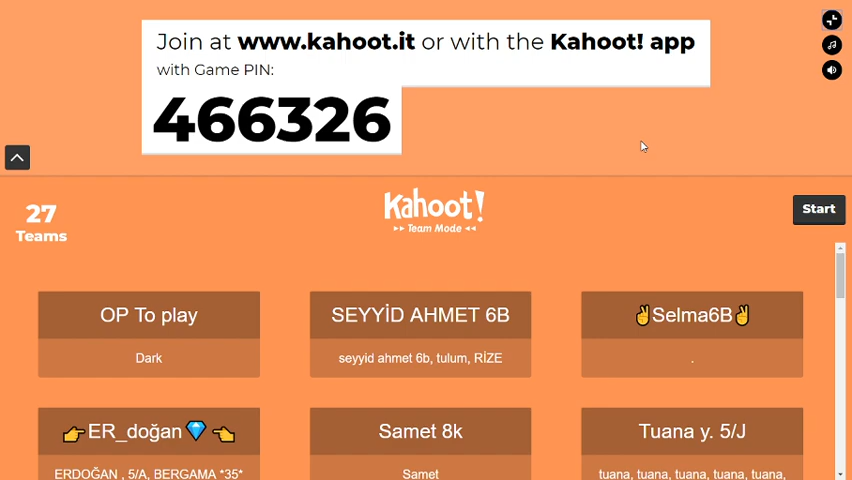 Join at www.kahoot.it or with the Kahoot! app
with Game PIN:
466326
27
Teams
Kahoot!
Team Mode
Start
OP To play
Dark
SEYYİD AHMET 6B
seyyid ahmet 6b, tulum, RİZE
✌Selma6B✌
.
👉ER_doğan💎👈
ERDOĞAN , 5/A, BERGAMA *35*
Samet 8k
Samet
Tuana y. 5/J
tuana, tuana, tuana, tuana, tuana,